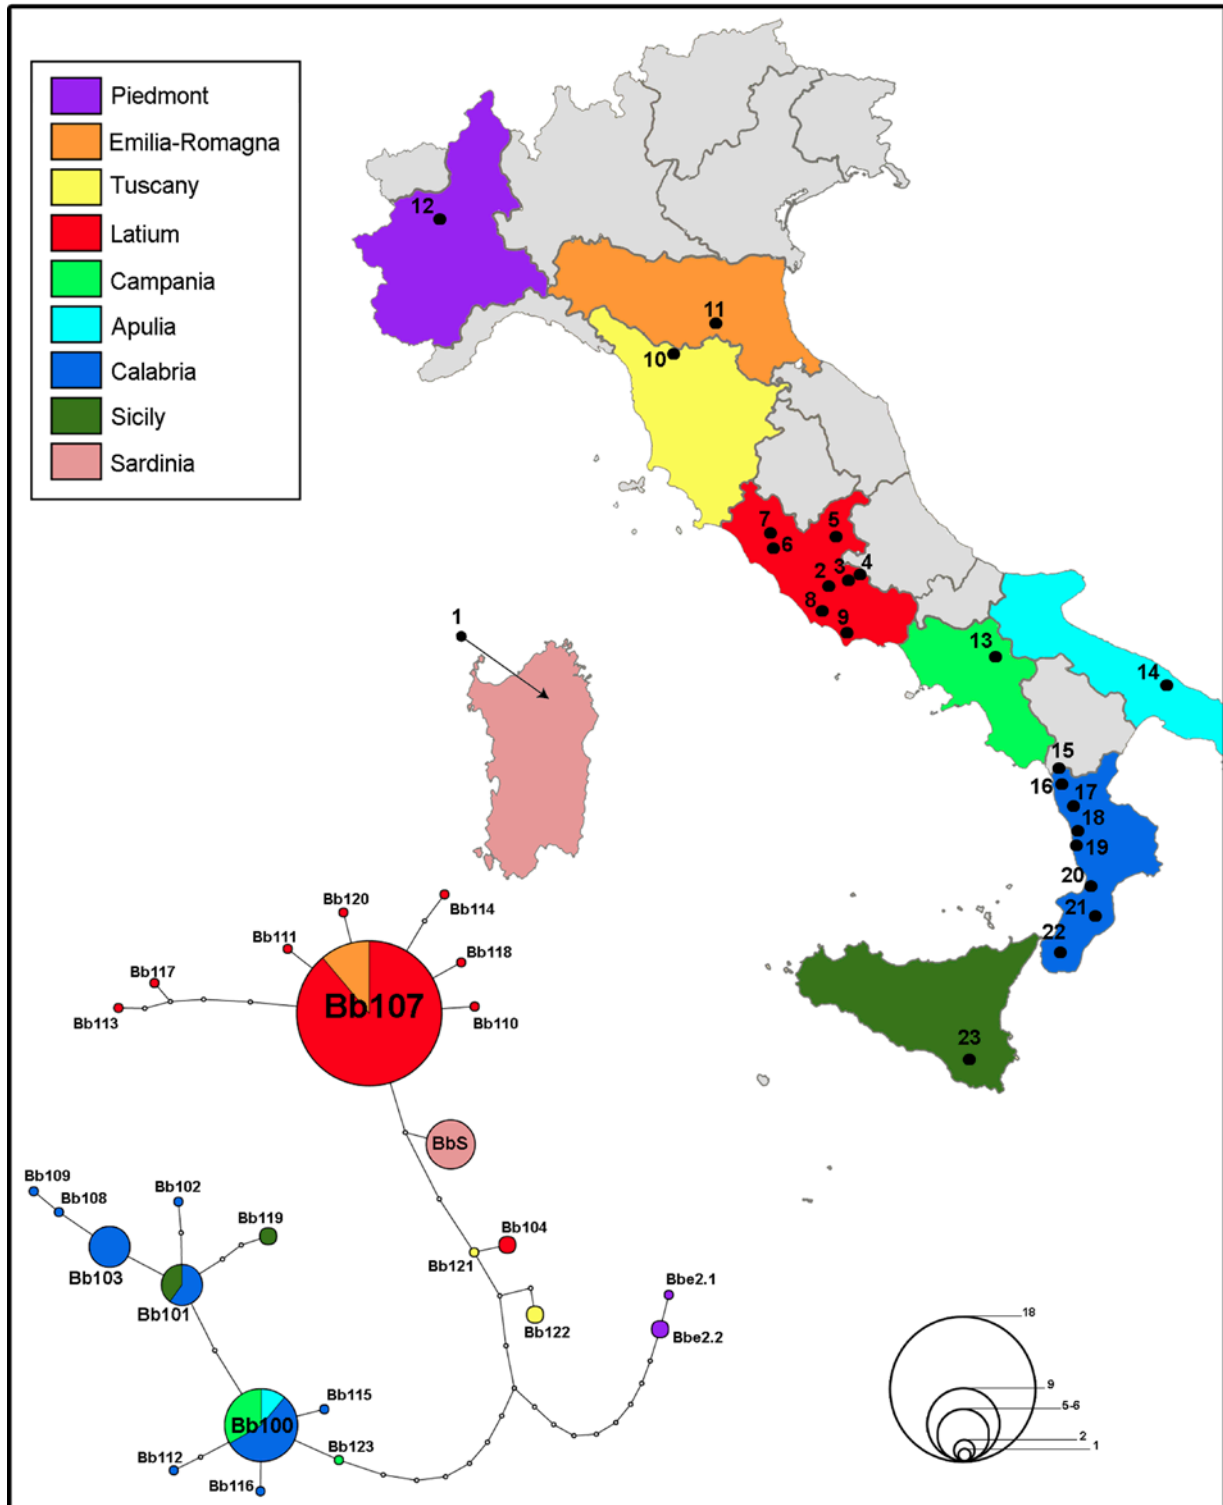 Piedmont
Emilia-Romagna
Tuscany
Latium
Campania
Apulia
Calabria
Sicily
Sardinia
12
11
10
7
6
5
2
3
4
8
9
1
13
14
15
16
17
18
19
20
21
22
23
Bb120
Bb114
Bb111
Bb118
Bb117
Bb107
Bb113
Bb110
BbS
Bb109
Bb108
Bb102
Bb119
Bb104
Bb103
Bb121
Bb101
Bb122
Bbe2.1
Bbe2.2
Bb115
Bb100
Bb123
Bb112
Bb116
18
9
5-6
2
1